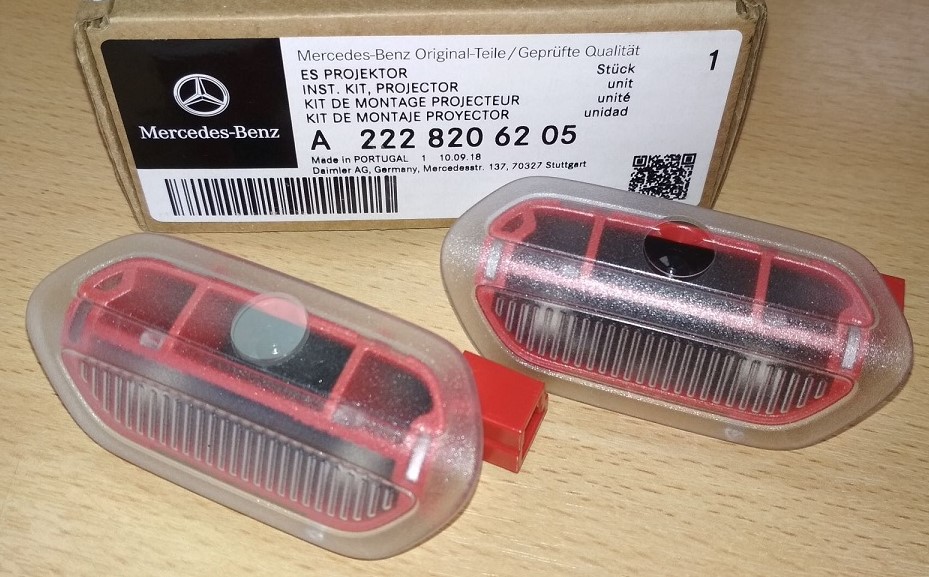 Mercedes-Benz
Mercedes-Benz Original-Teile/Geprüfte Qualität
ES PROJEKTOR Stück 1
INST. KIT, PROJECTOR unit
KIT DE MONTAGE PROJECTEUR unité
KIT DE MONTAJE PROYECTOR unidad
A 222 820 62 05
Made in PORTUGAL 1 10.09.18
Daimler AG, Germany, Mercedesstr. 137, 70327 Stuttgart